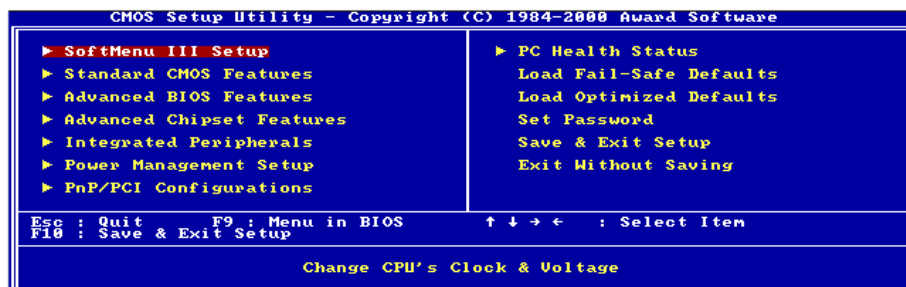 CMOS Setup Utility - Copyright (C) 1984-2000 Award Software
► SoftMenu III Setup
► Standard CMOS Features
► Advanced BIOS Features
► Advanced Chipset Features
► Integrated Peripherals
► Power Management Setup
► PnP/PCI Configurations
► PC Health Status
Load Fail-Safe Defaults
Load Optimized Defaults
Set Password
Save & Exit Setup
Exit Without Saving
Esc : Quit F9 : Menu in BIOS ↑ ↓ → ← : Select Item
F10 : Save & Exit Setup
Change CPU's Clock & Voltage